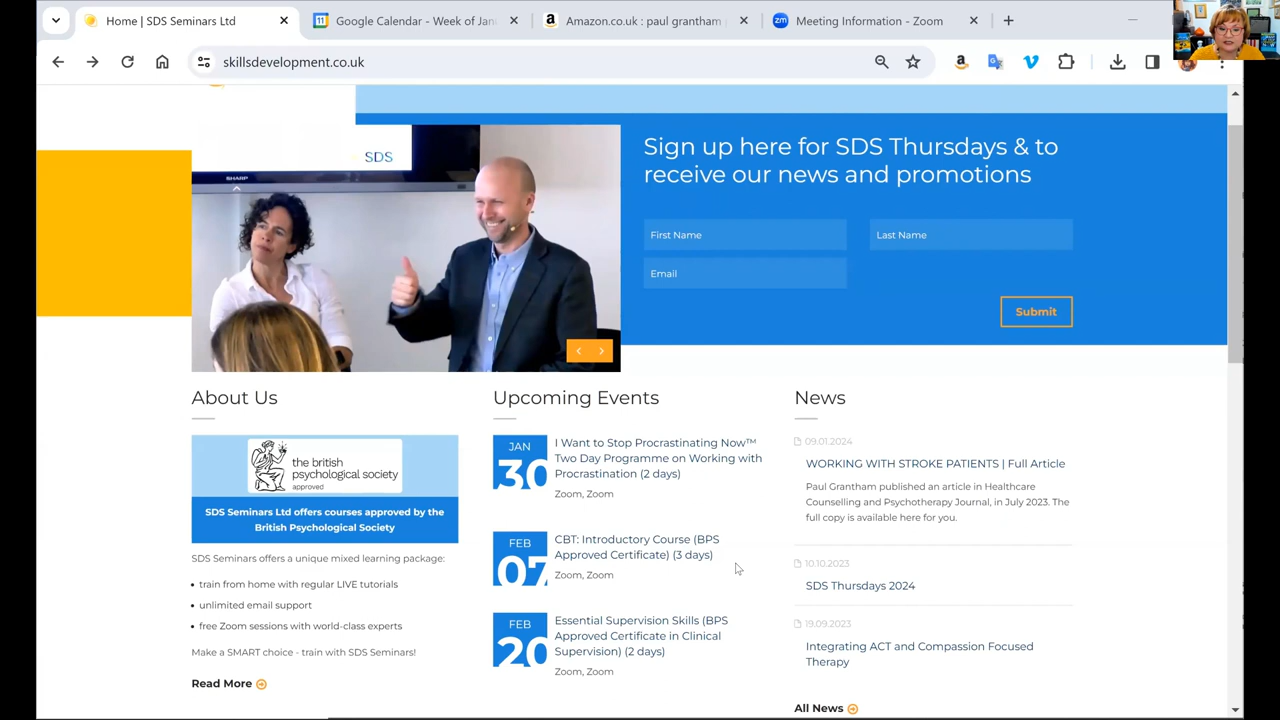 Home | SDS Seminars Ltd
Google Calendar - Week of Jan
Amazon.co.uk : paul grantham
zm
Meeting Information - Zoom
skillsdevelopment.co.uk
SDS
SHARP
Sign up here for SDS Thursdays & to
receive our news and promotions
First Name
Last Name
Email
Submit
About Us
the british
psychological society
approved
SDS Seminars Ltd offers courses approved by the
British Psychological Society
SDS Seminars offers a unique mixed learning package:
train from home with regular LIVE tutorials
unlimited email support
free Zoom sessions with world-class experts
Make a SMART choice - train with SDS Seminars!
Read More
Upcoming Events
JAN
30
I Want to Stop Procrastinating Now™
Two Day Programme on Working with
Procrastination (2 days)
Zoom, Zoom
FEB
07
CBT: Introductory Course (BPS
Approved Certificate) (3 days)
Zoom, Zoom
FEB
20
Essential Supervision Skills (BPS
Approved Certificate in Clinical
Supervision) (2 days)
Zoom, Zoom
News
09.01.2024
WORKING WITH STROKE PATIENTS | Full Article
Paul Grantham published an article in Healthcare
Counselling and Psychotherapy Journal, in July 2023. The
full copy is available here for you.
10.10.2023
SDS Thursdays 2024
19.09.2023
Integrating ACT and Compassion Focused
Therapy
All News